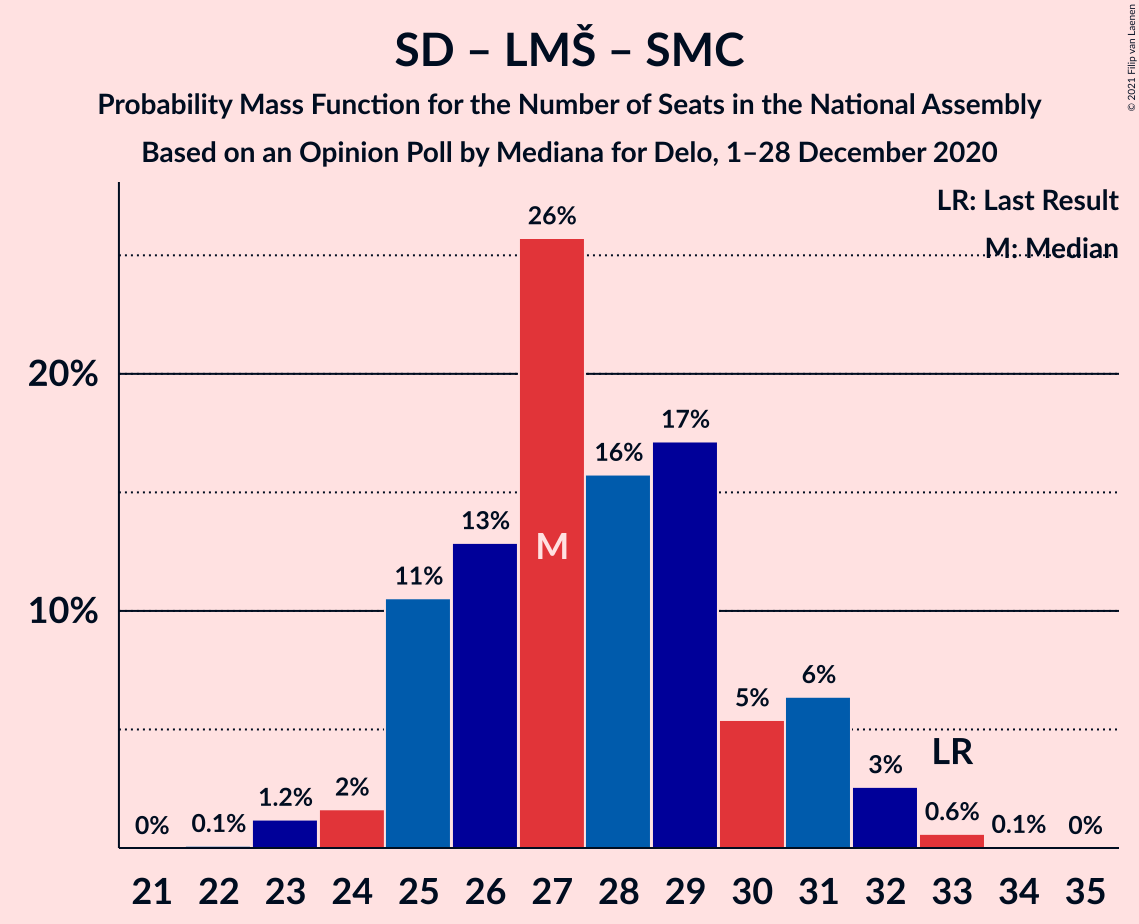 SD – LMŠ – SMC
Probability Mass Function for the Number of Seats in the National Assembly
Based on an Opinion Poll by Mediana for Delo, 1–28 December 2020
© 2021 Filip van Laenen
LR: Last Result
M: Median
20%
10%
0%
0.1%
1.2%
2%
11%
13%
26%
16%
17%
5%
6%
3%
0.6%
0.1%
0%
M
LR
21 22 23 24 25 26 27 28 29 30 31 32 33 34 35